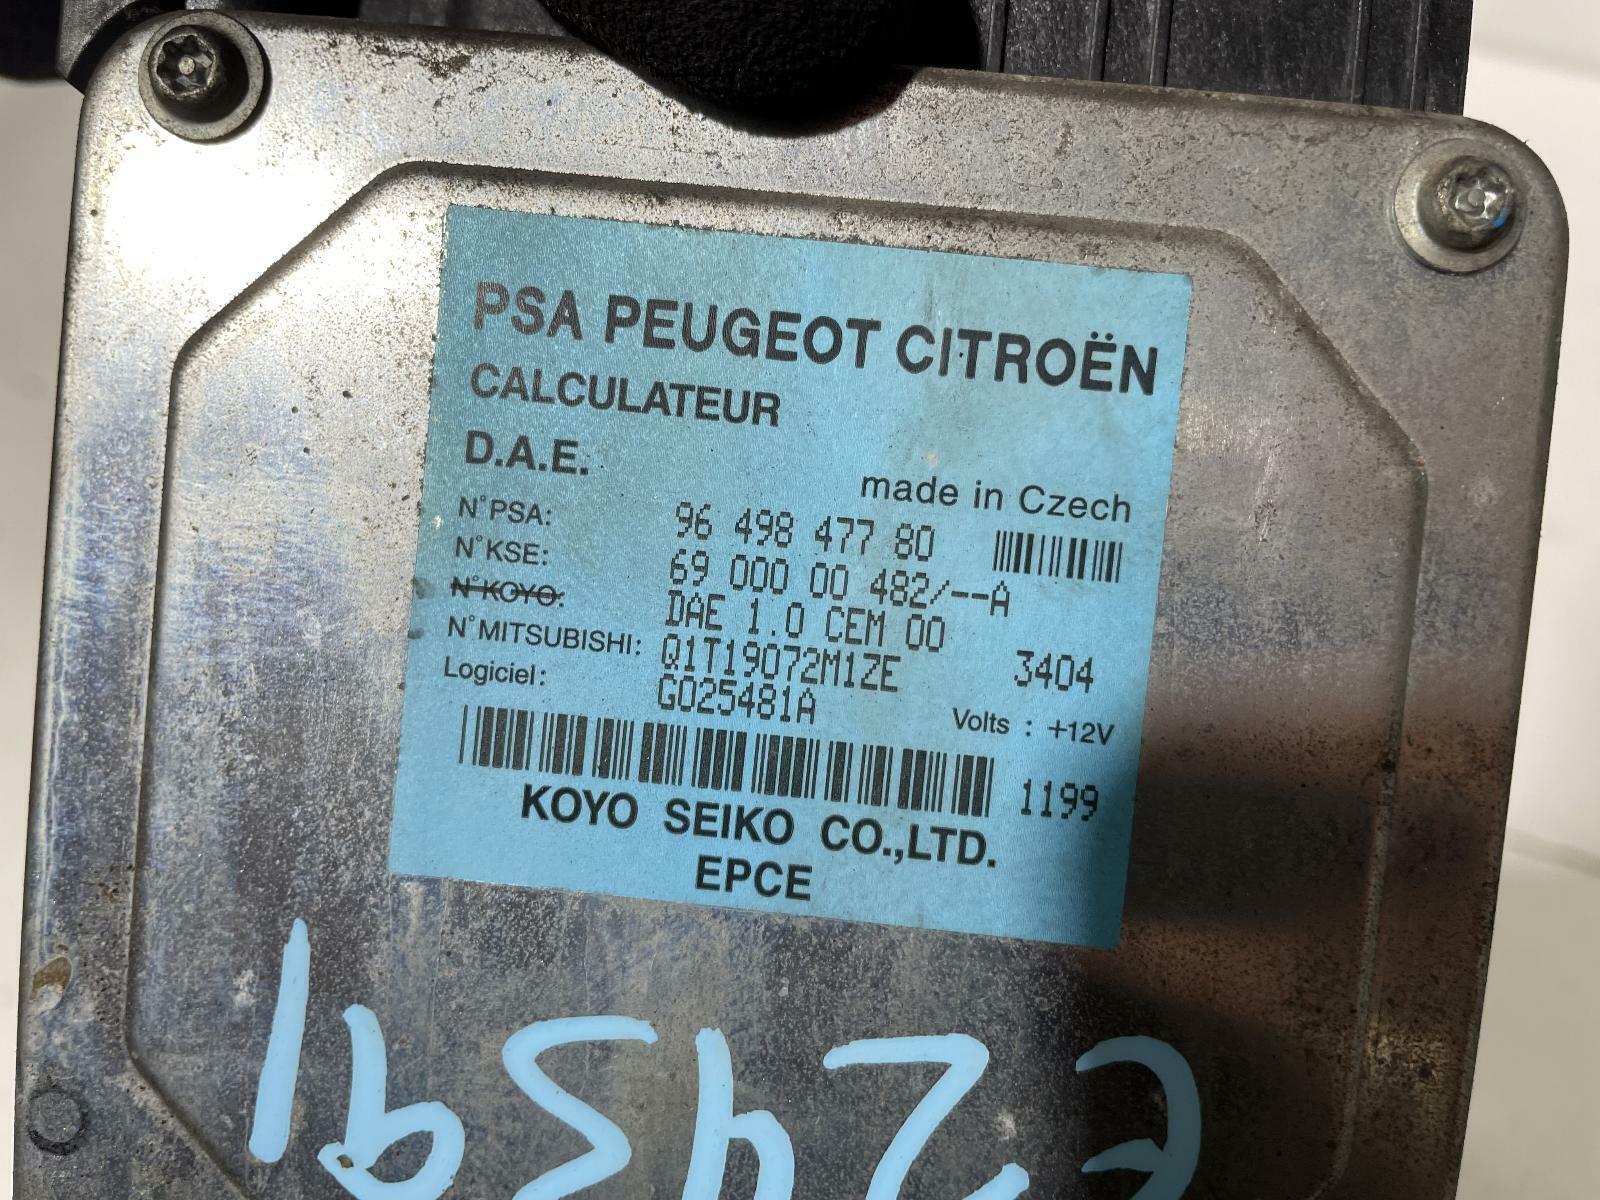 PSA PEUGEOT CITROËN
CALCULATEUR
D.A.E.
made in Czech
N°PSA: 96 498 477 80
N°KSE: 69 000 00 482/--A
N°KOYO: DAE 1.0 CEM 00
N°MITSUBISHI: Q1T19072M1ZE 3404
Logiciel: G025481A
Volts : +12V
1199
KOYO SEIKO CO.,LTD.
EPCE